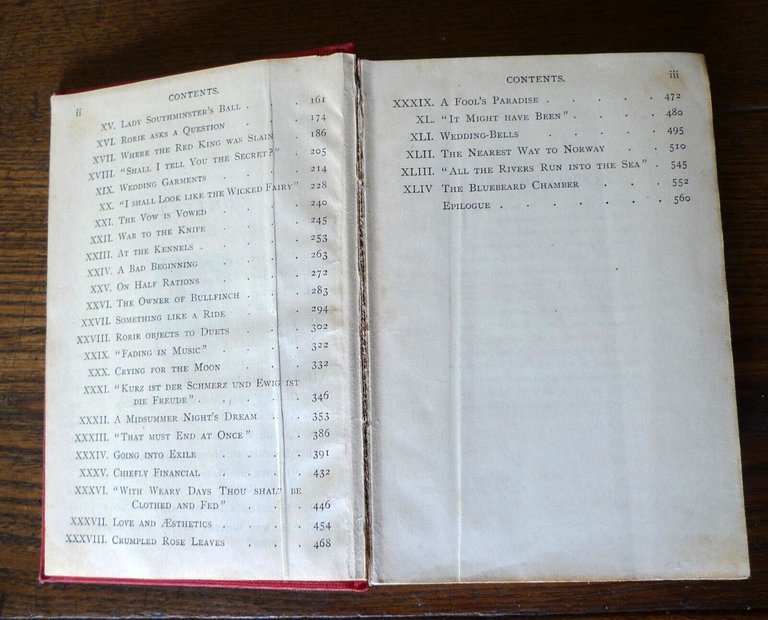 ii
CONTENTS.
XV. Lady Southminster's Ball . . . 161
XVI. Rorie asks a Question . . . 174
XVII. Where the Red King was Slain . 186
XVIII. "Shall I tell You the Secret?" . . 205
XIX. Wedding Garments . . . . 214
XX. "I shall Look like the Wicked Fairy" 228
XXI. The Vow is Vowed . . . . 240
XXII. War to the Knife . . . . 245
XXIII. At the Kennels . . . . . 253
XXIV. A Bad Beginning . . . . 263
XXV. On Half Rations . . . . 272
XXVI. The Owner of Bullfinch . . . 283
XXVII. Something like a Ride . . . 294
XXVIII. Rorie objects to Duets . . . 302
XXIX. "Fading in Music" . . . . 322
XXX. Crying for the Moon . . . 332
XXXI. "Kurz ist der Schmerz und Ewig ist
die Freude" . . . . . 346
XXXII. A Midsummer Night's Dream . . 353
XXXIII. "That must End at Once" . . 386
XXXIV. Going into Exile . . . . 391
XXXV. Chiefly Financial . . . . 432
XXXVI. "With Weary Days Thou shalt be
Clothed and Fed" . . . 446
XXXVII. Love and Æsthetics . . . . 454
XXXVIII. Crumpled Rose Leaves . . . 468
CONTENTS.
iii
XXXIX. A Fool's Paradise . . . . . 472
XL. "It Might have Been" . . . . 480
XLI. Wedding-Bells . . . . . 495
XLII. The Nearest Way to Norway . . 510
XLIII. "All the Rivers Run into the Sea" . 545
XLIV The Bluebeard Chamber . . . 552
Epilogue . . . . . . . 560